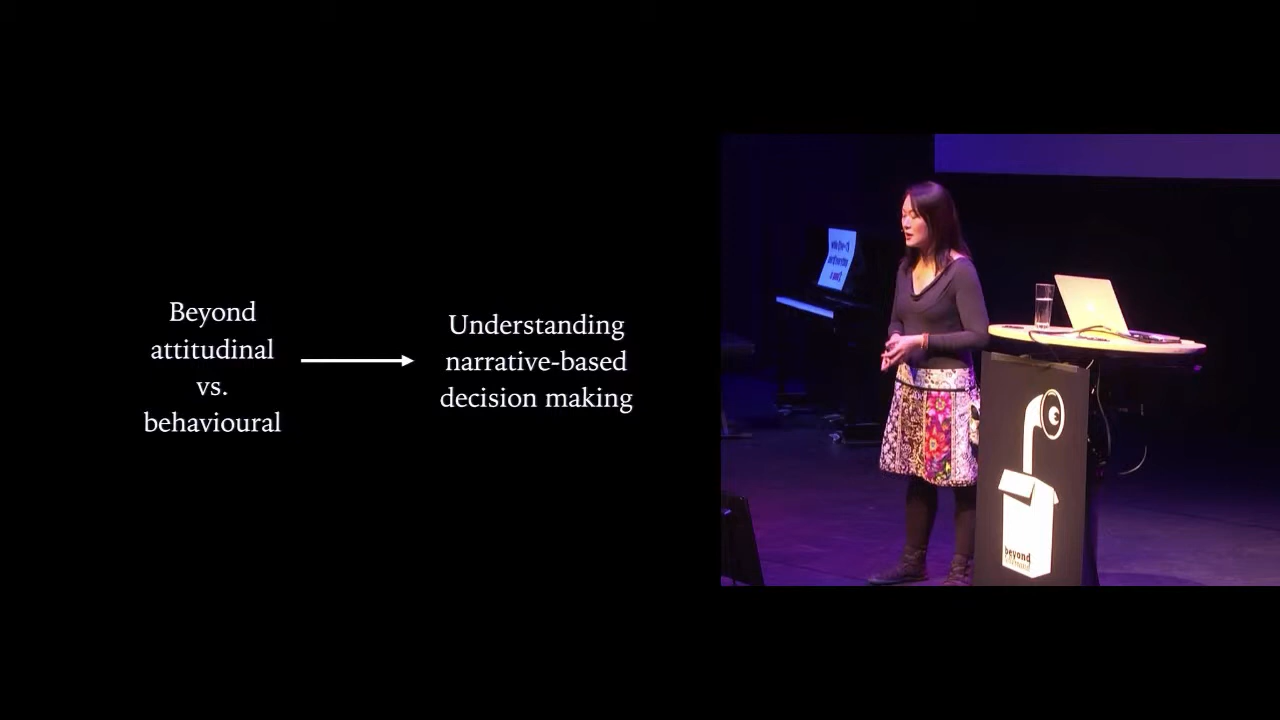 Beyond
attitudinal
vs.
behavioural
Understanding
narrative-based
decision making
beyond